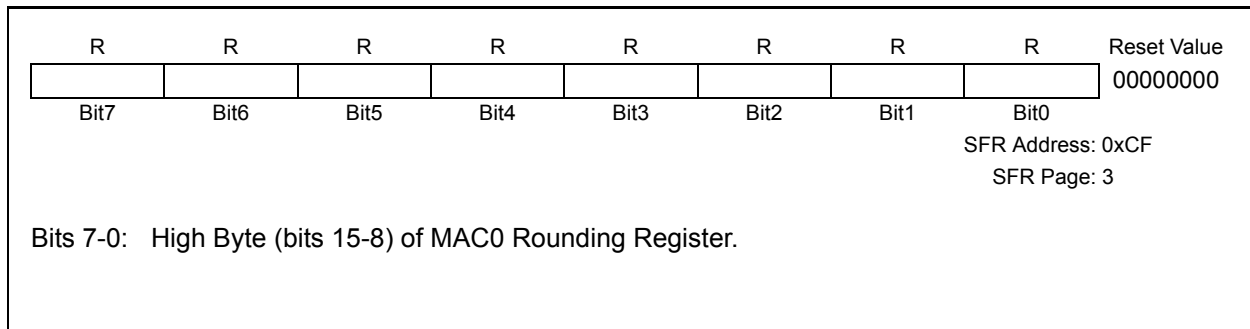 R R R R R R R R Reset Value
00000000
Bit7 Bit6 Bit5 Bit4 Bit3 Bit2 Bit1 Bit0
SFR Address: 0xCF
SFR Page: 3
Bits 7-0: High Byte (bits 15-8) of MAC0 Rounding Register.